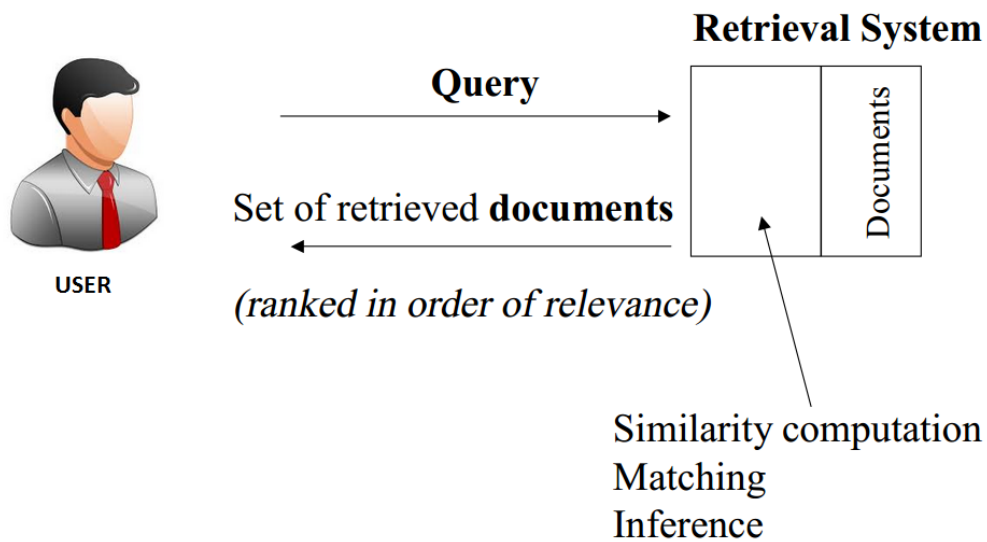 Retrieval System
Query
Documents
Set of retrieved documents
USER
(ranked in order of relevance)
Similarity computation
Matching
Inference